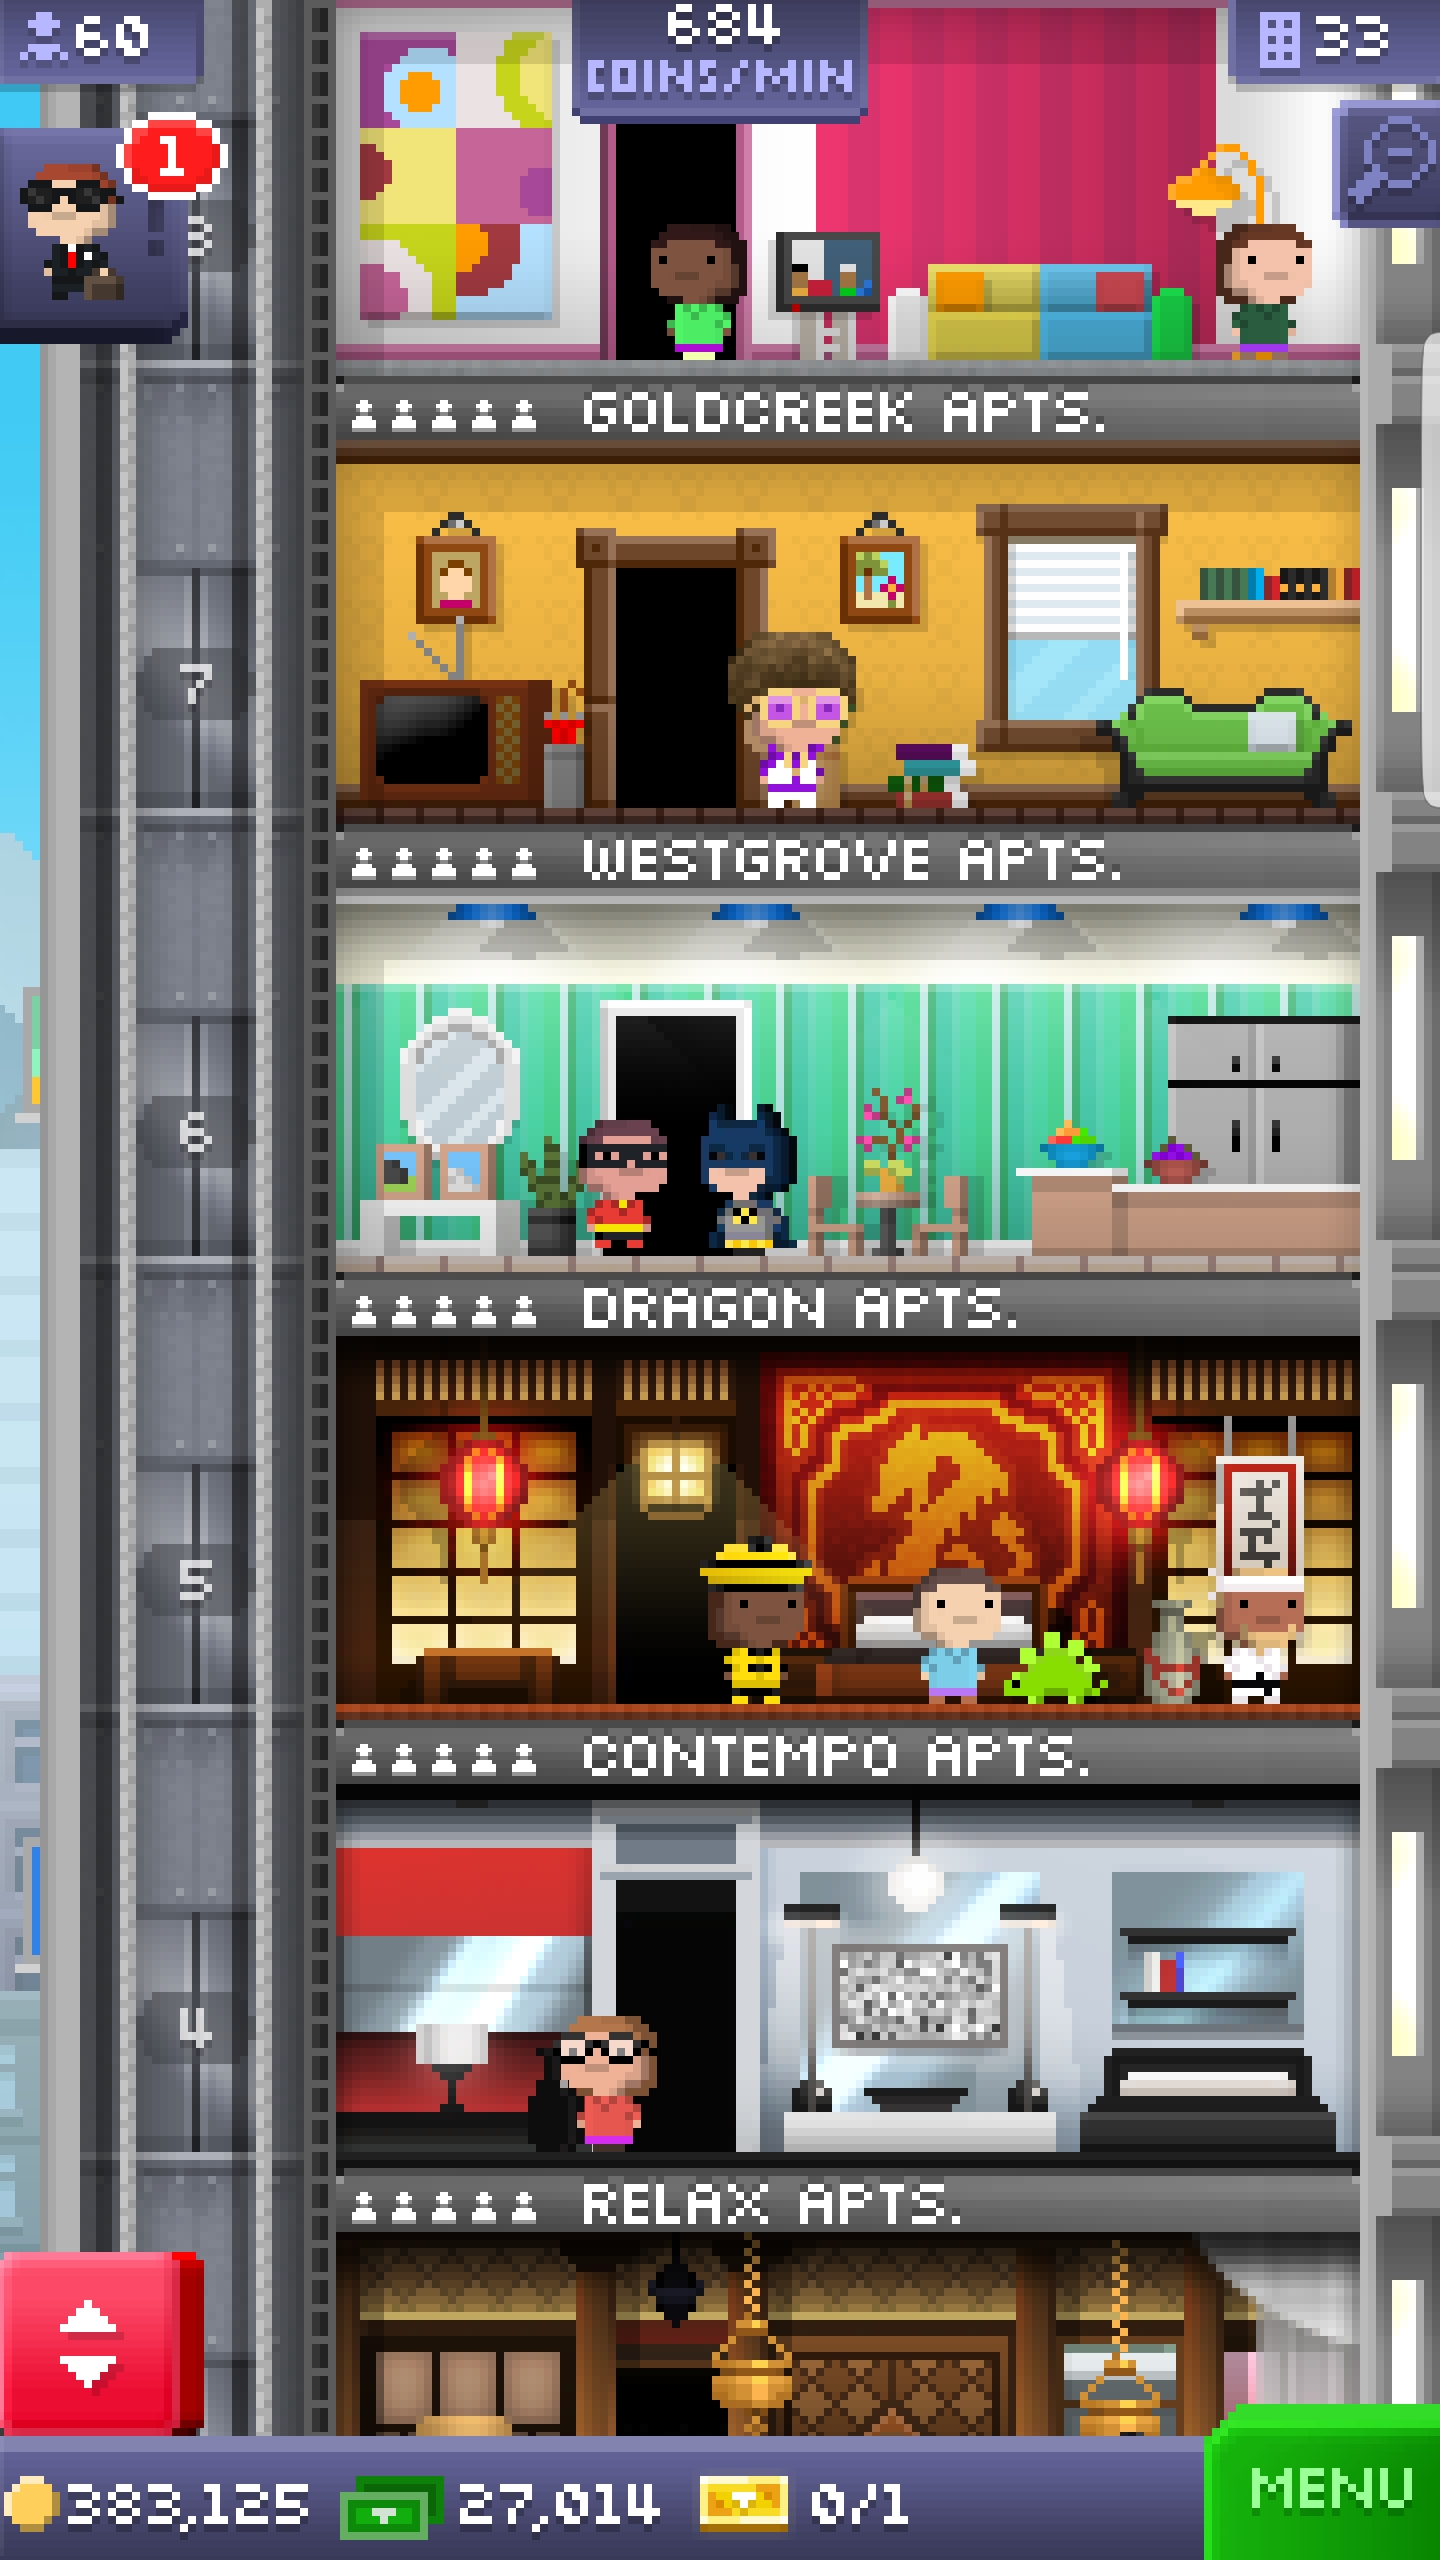 60
684
COINS/MIN
33
1
8
GOLDCREEK APTS.
7
WESTGROVE APTS.
6
DRAGON APTS.
5
CONTEMPO APTS.
4
RELAX APTS.
383,125
27,014
0/1
MENU